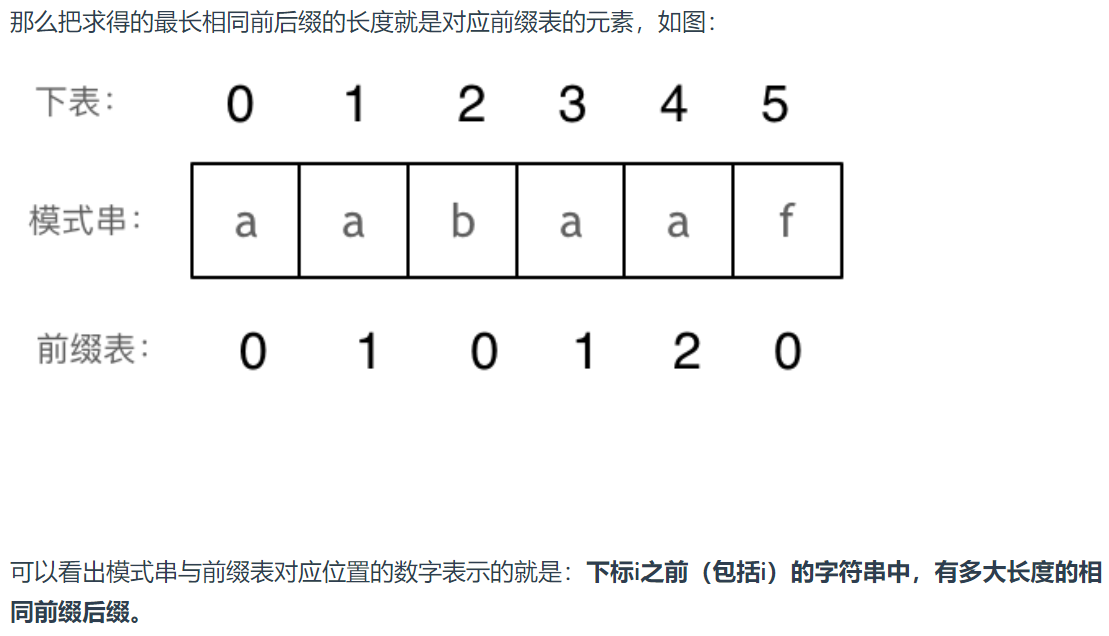 那么把求得的最长相同前后缀的长度就是对应前缀表的元素，如图：
下表： 0 1 2 3 4 5
模式串： a a b a a f
前缀表： 0 1 0 1 2 0
可以看出模式串与前缀表对应位置的数字表示的就是：下标i之前（包括i）的字符串中，有多大长度的相
同前缀后缀。